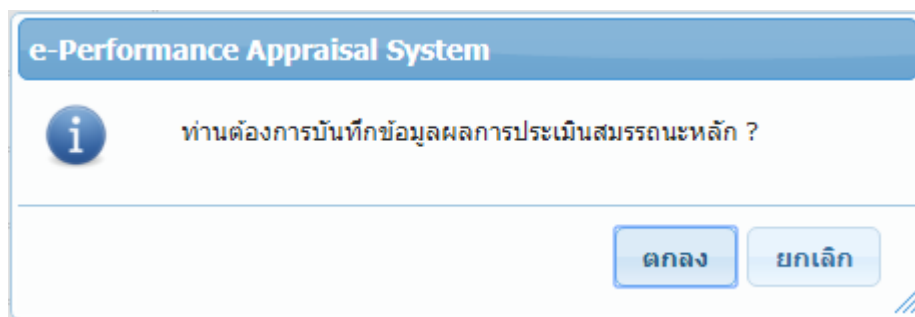 e-Performance Appraisal System
ท่านต้องการบันทึกข้อมูลผลการประเมินสมรรถนะหลัก ?
ตกลง ยกเลิก